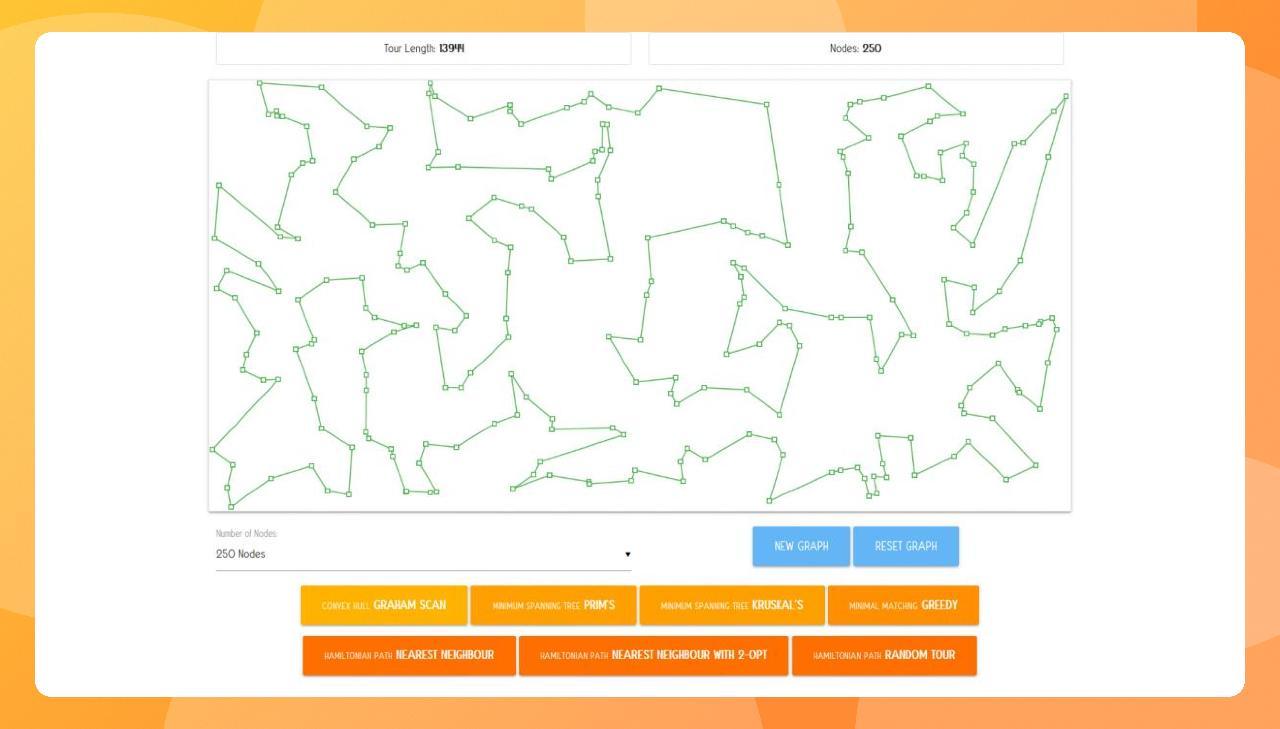 Tour Length: 13944
Nodes: 250
Number of Nodes:
250 Nodes
NEW GRAPH
RESET GRAPH
CONVEX HULL GRAHAM SCAN
MINIMUM SPANNING TREE PRIM'S
MINIMUM SPANNING TREE KRUSKAL'S
MINIMAL MATCHING GREEDY
HAMILTONIAN PATH NEAREST NEIGHBOUR
HAMILTONIAN PATH NEAREST NEIGHBOUR WITH 2-OPT
HAMILTONIAN PATH RANDOM TOUR